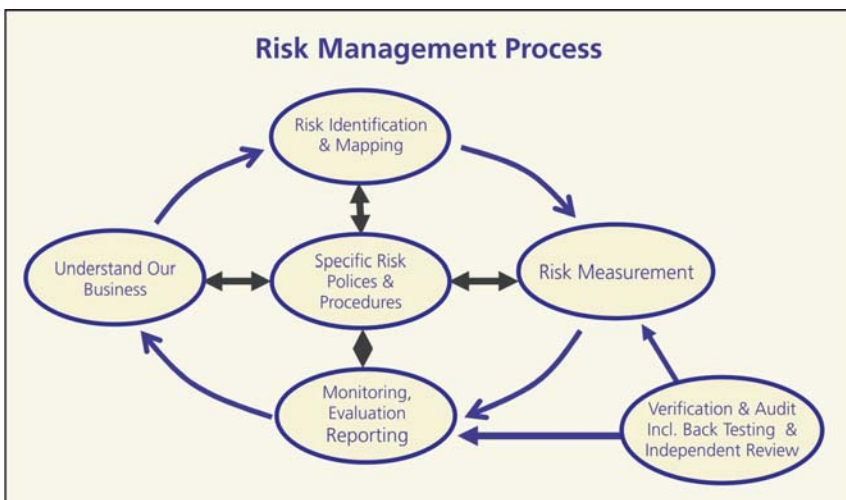 Risk Management Process
Risk Identification
& Mapping
Understand Our
Business
Specific Risk
Polices &
Procedures
Risk Measurement
Monitoring,
Evaluation
Reporting
Verification & Audit
Incl. Back Testing &
Independent Review